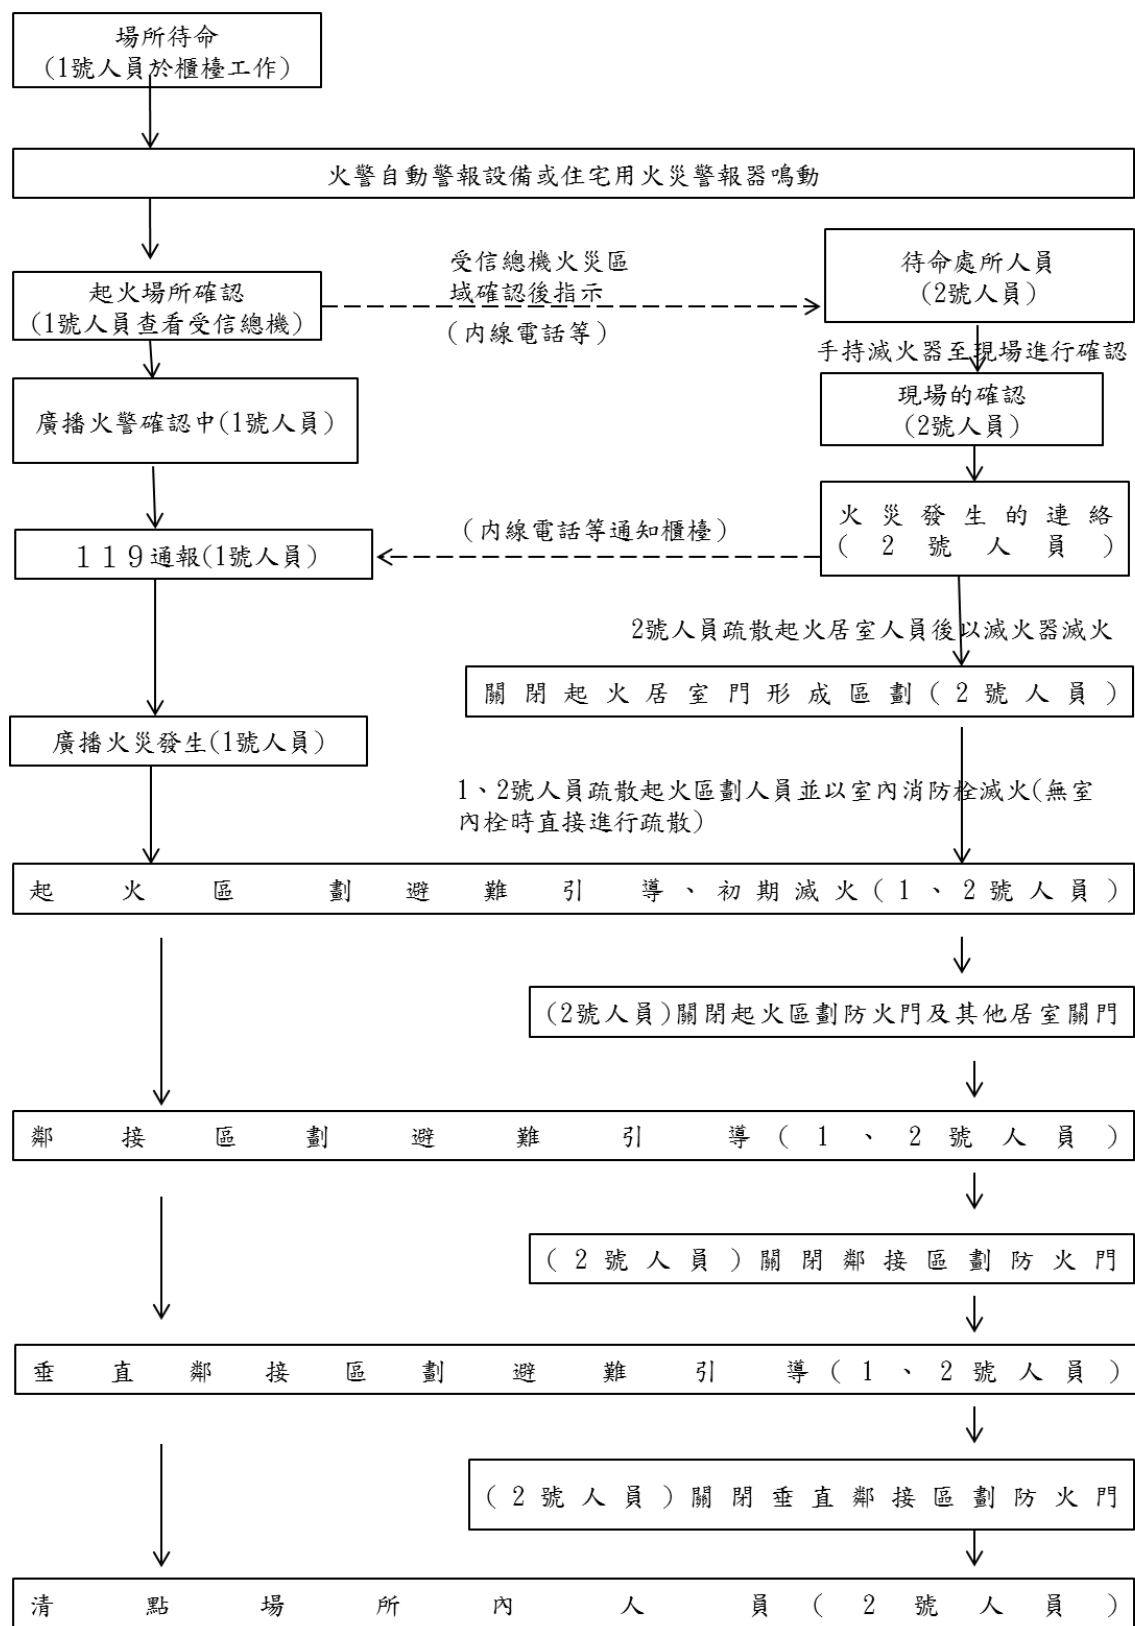 場所待命
(1號人員於櫃檯工作)
火警自動警報設備或住宅用火災警報器鳴動
起火場所確認
(1號人員查看受信總機)
受信總機火災區
域確認後指示
(內線電話等)
待命處所人員
(2號人員)
手持滅火器至現場進行確認
廣播火警確認中(1號人員)
現場的確認
(2號人員)
火災發生的連絡
(2號人員)
(內線電話等通知櫃檯)
119通報(1號人員)
2號人員疏散起火居室人員後以滅火器滅火
關閉起火居室門形成區劃(2號人員)
廣播火災發生(1號人員)
1、2號人員疏散起火區劃人員並以室內消防栓滅火(無室
內栓時直接進行疏散)
起火區劃避難引導、初期滅火(1、2號人員)
(2號人員)關閉起火區劃防火門及其他居室關門
鄰接區劃避難引導(1、2號人員)
(2號人員)關閉鄰接區劃防火門
垂直鄰接區劃避難引導(1、2號人員)
(2號人員)關閉垂直鄰接區劃防火門
清點場所內人員(2號人員)